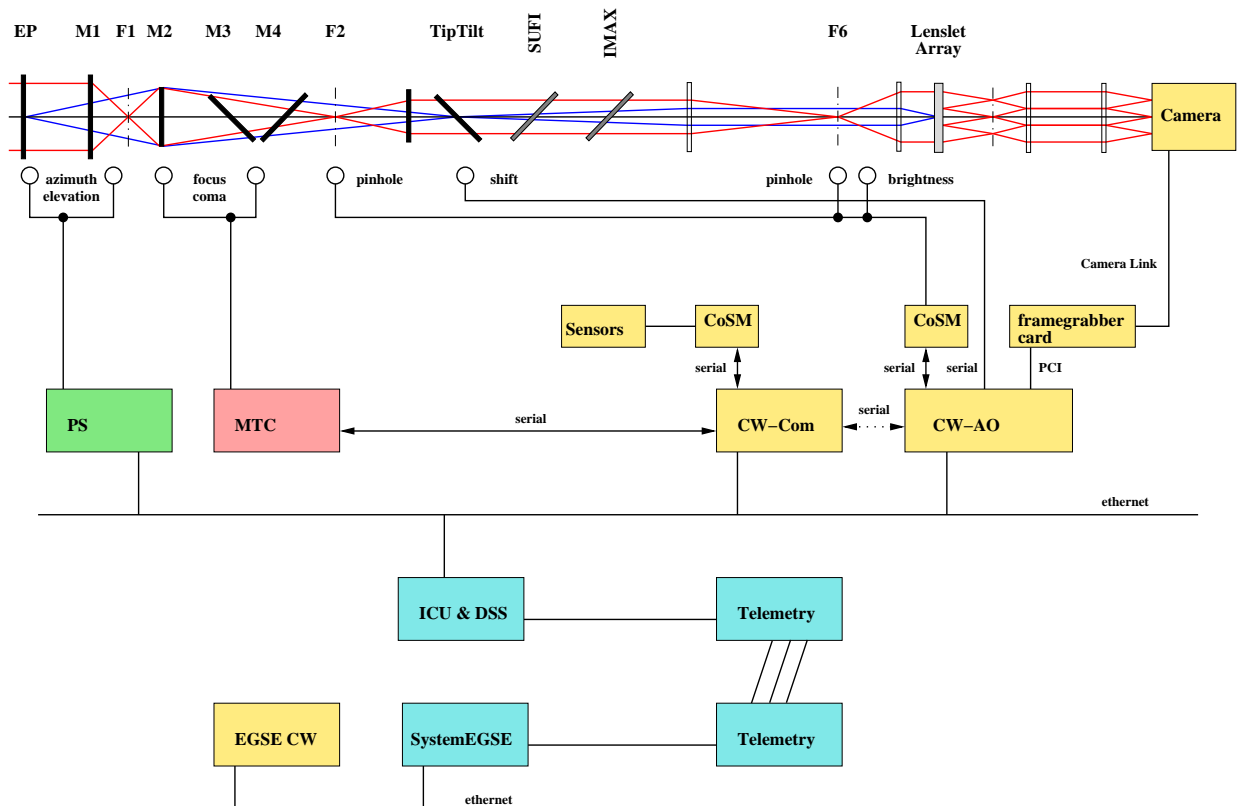 EP M1 F1 M2 M3 M4 F2 TipTilt SUFI IMAX F6 Lenslet
Array
Camera
azimuth
elevation
focus
coma
pinhole
shift
pinhole
brightness
Camera Link
Sensors
CoSM
CoSM
framegrabber
card
serial
serial
serial
PCI
PS
MTC
serial
CW−Com
serial
CW−AO
ethernet
ICU & DSS
Telemetry
EGSE CW
SystemEGSE
Telemetry
ethernet